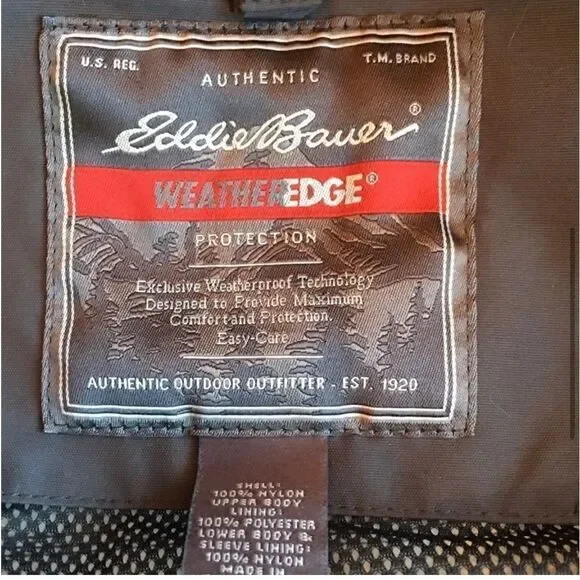 U.S. REG.
T.M. BRAND
AUTHENTIC
Eddie Bauer®
WEATHEREDGE®
PROTECTION
Exclusive Weatherproof Technology
Designed to Provide Maximum
Comfort and Protection.
Easy-Care
AUTHENTIC OUTDOOR OUTFITTER - EST. 1920
SHELL:
100% NYLON
UPPER BODY
LINING:
100% POLYESTER
LOWER BODY &
SLEEVE LINING:
100% NYLON
MADE IN